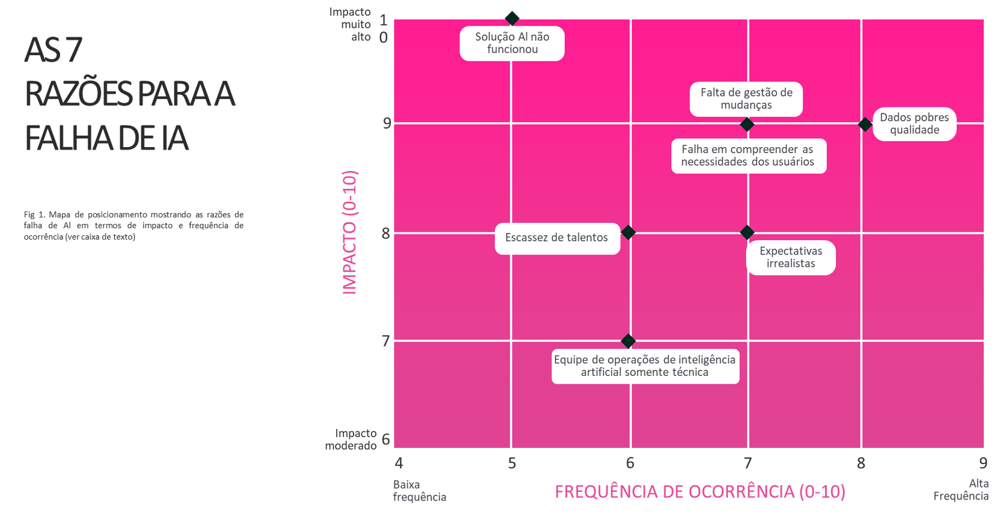 AS 7
RAZÕES PARA A
FALHA DE IA
Fig 1. Mapa de posicionamento mostrando as razões de
falha de Al em termos de impacto e frequência de
ocorrência (ver caixa de texto)
Impacto
muito
alto
1
0
Solução Al não
funcionou
Falta de gestão de
mudanças
9
Dados pobres
qualidade
Falha em compreender as
necessidades dos usuários
IMPACTO (0-10)
8
Escassez de talentos
Expectativas
irrealistas
7
Equipe de operações de inteligência
artificial somente técnica
Impacto
moderado
6
4 5 6 7 8 9
Baixa
frequência
FREQUÊNCIA DE OCORRÊNCIA (0-10)
Alta
Frequência